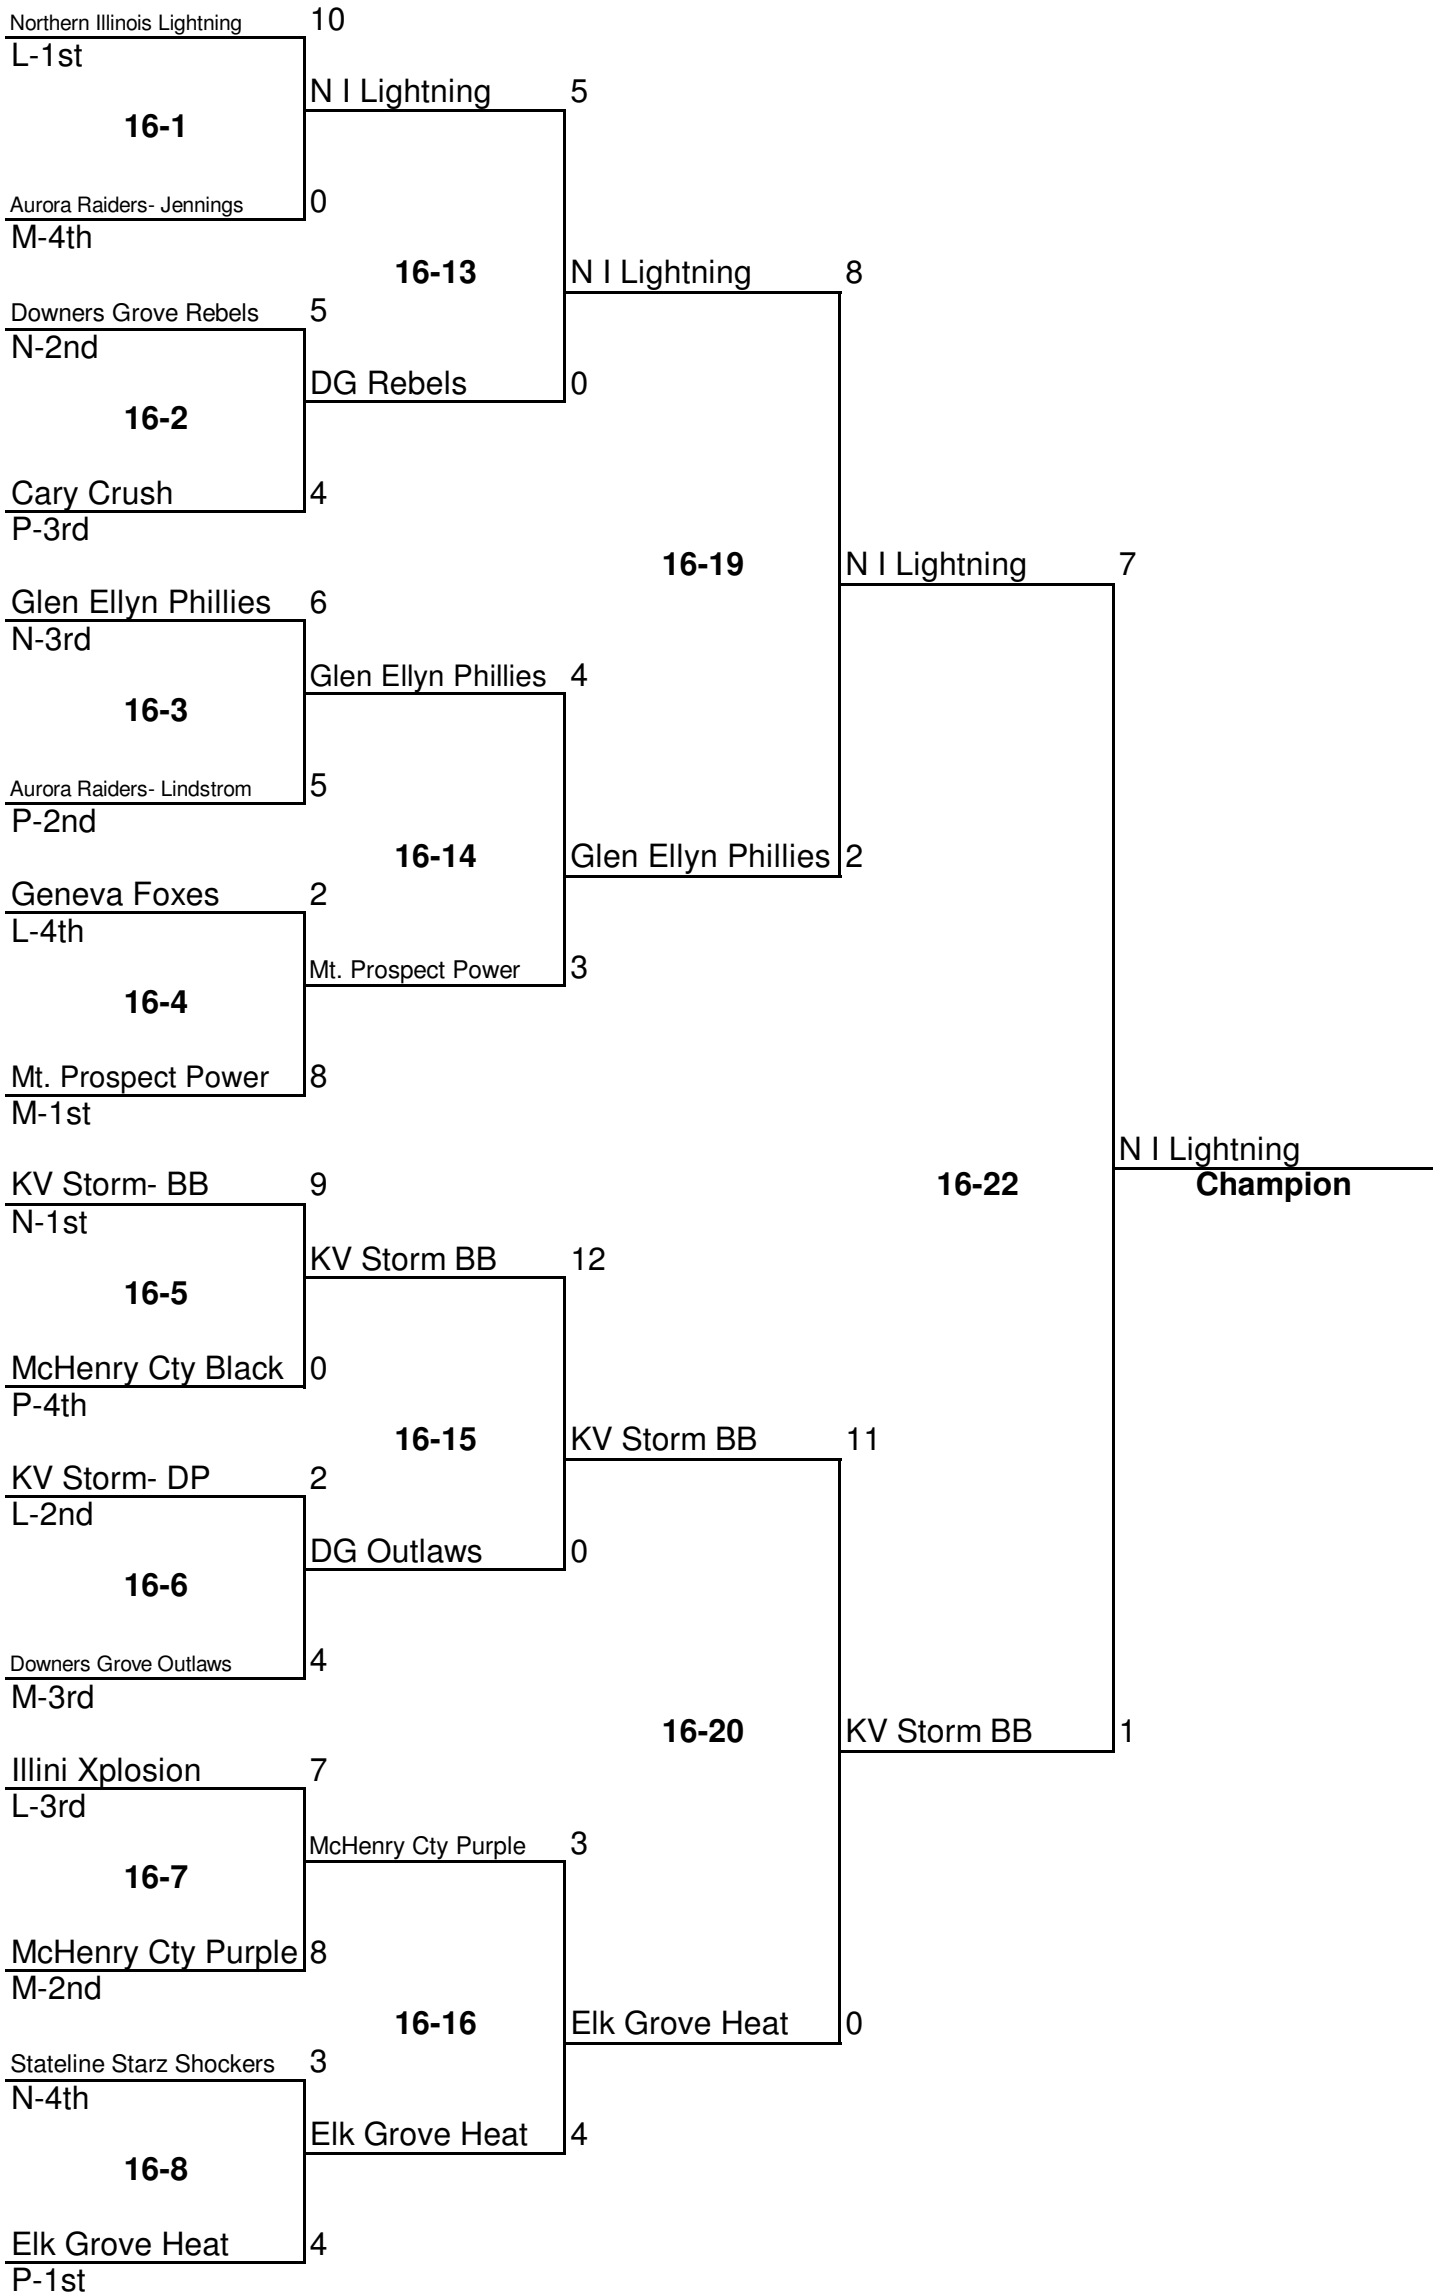 Northern Illinois Lightning 10
L-1st
N I Lightning 5
16-1
Aurora Raiders- Jennings 0
M-4th
16-13 N I Lightning 8
Downers Grove Rebels 5
N-2nd
DG Rebels 0
16-2
Cary Crush 4
P-3rd
16-19 N I Lightning 7
Glen Ellyn Phillies 6
N-3rd
Glen Ellyn Phillies 4
16-3
Aurora Raiders- Lindstrom 5
P-2nd
16-14 Glen Ellyn Phillies 2
Geneva Foxes 2
L-4th
Mt. Prospect Power 3
16-4
Mt. Prospect Power 8
M-1st
N I Lightning
KV Storm- BB 9
16-22 Champion
N-1st
KV Storm BB 12
16-5
McHenry Cty Black 0
P-4th
16-15 KV Storm BB 11
KV Storm- DP 2
L-2nd
DG Outlaws 0
16-6
Downers Grove Outlaws 4
M-3rd
16-20 KV Storm BB 1
Illini Xplosion 7
L-3rd
McHenry Cty Purple 3
16-7
McHenry Cty Purple 8
M-2nd
16-16 Elk Grove Heat 0
Stateline Starz Shockers 3
N-4th
Elk Grove Heat 4
16-8
Elk Grove Heat 4
P-1st